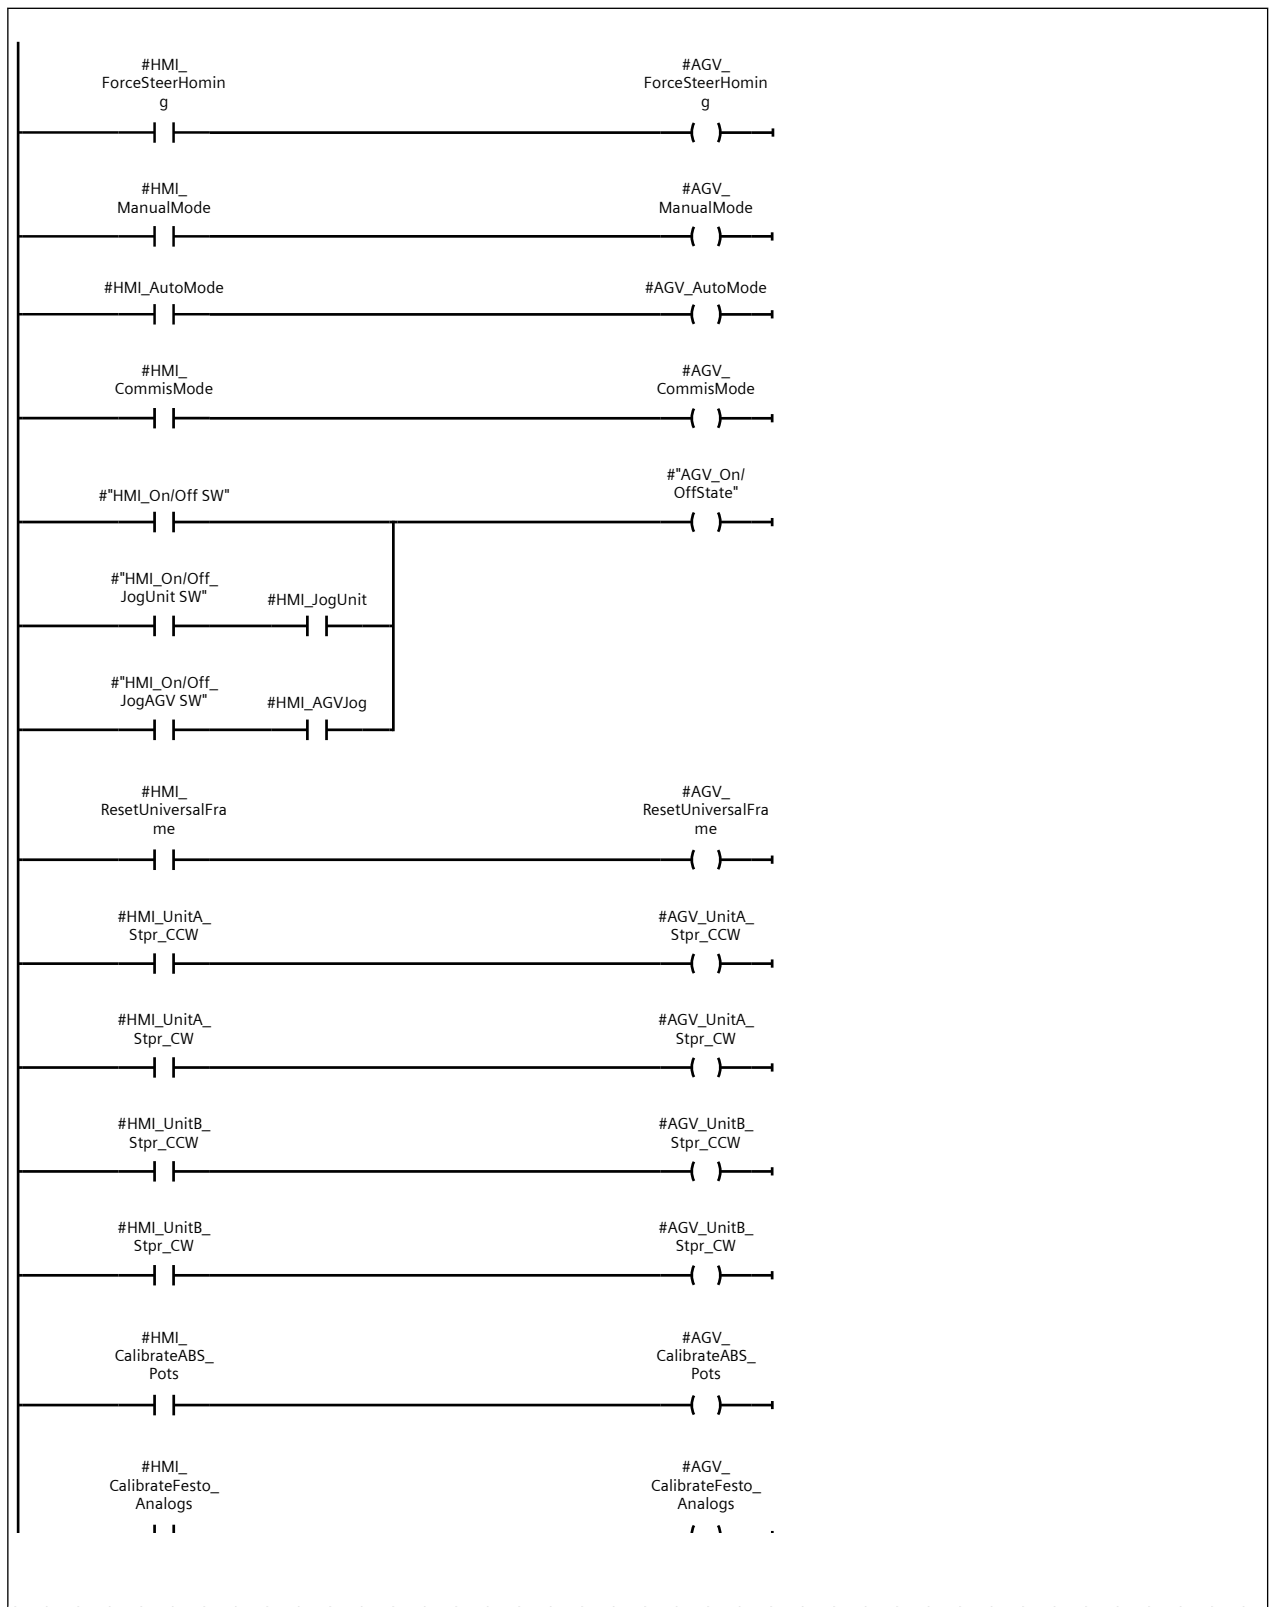 #HMI_
ForceSteerHomin
g
#AGV_
ForceSteerHomin
g
#HMI_
ManualMode
#AGV_
ManualMode
#HMI_AutoMode
#AGV_AutoMode
#HMI_
CommisMode
#AGV_
CommisMode
#"HMI_On/Off SW"
#"AGV_On/
OffState"
#"HMI_On/Off_
JogUnit SW"
#HMI_JogUnit
#"HMI_On/Off_
JogAGV SW"
#HMI_AGVJog
#HMI_
ResetUniversalFra
me
#AGV_
ResetUniversalFra
me
#HMI_UnitA_
Stpr_CCW
#AGV_UnitA_
Stpr_CCW
#HMI_UnitA_
Stpr_CW
#AGV_UnitA_
Stpr_CW
#HMI_UnitB_
Stpr_CCW
#AGV_UnitB_
Stpr_CCW
#HMI_UnitB_
Stpr_CW
#AGV_UnitB_
Stpr_CW
#HMI_
CalibrateABS_
Pots
#AGV_
CalibrateABS_
Pots
#HMI_
CalibrateFesto_
Analogs
#AGV_
CalibrateFesto_
Analogs